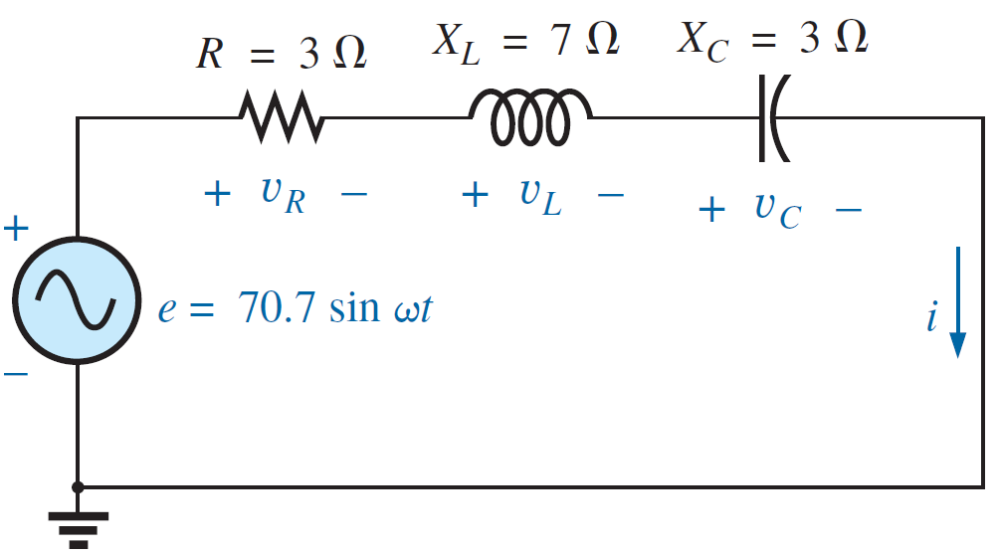 R = 3 Ω
X_L = 7 Ω
X_C = 3 Ω
+ v_R −
+ v_L −
+ v_C −
+
e = 70.7 sin ωt
i
−